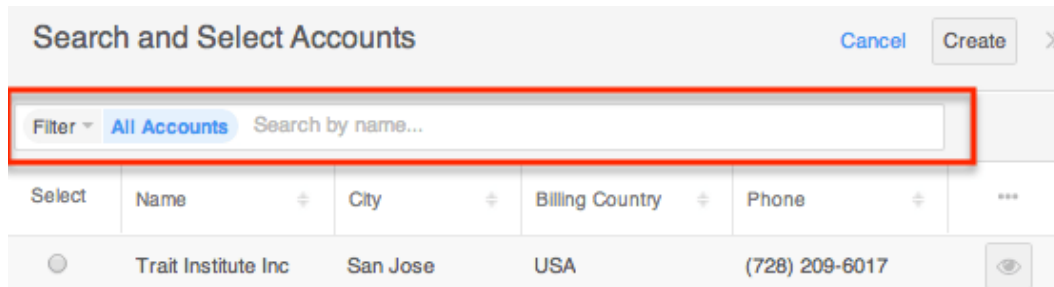 Search and Select Accounts Cancel Create
Filter All Accounts Search by name...
Select Name City Billing Country Phone
Trait Institute Inc San Jose USA (728) 209-6017